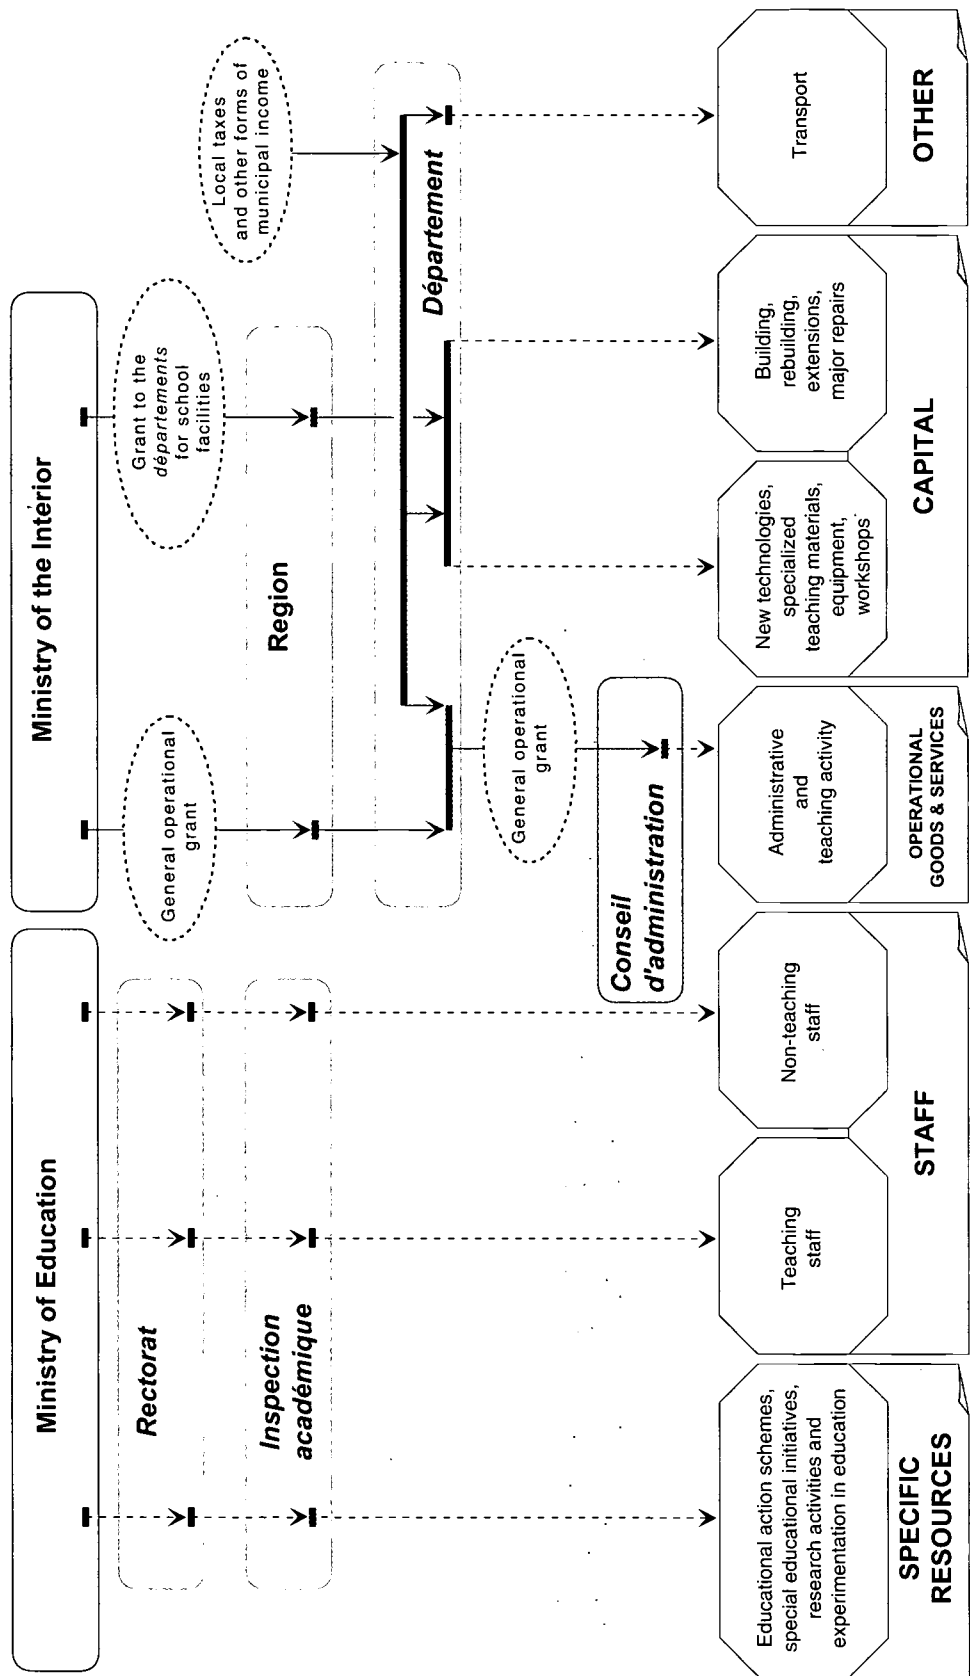 Ministry of Education
Ministry of the Interior
General operational
grant
Grant to the
départements
for school
facilities
Local taxes
and other forms of
municipal income
Rectorat
Inspection
académique
Region
Département
General operational
grant
Conseil
d'administration
Educational action schemes,
special educational initiatives,
research activities and
experimentation in education
Teaching
staff
Non-teaching
staff
Administrative
and
teaching activity
New technologies,
specialized
teaching materials,
equipment,
workshops
Building,
rebuilding,
extensions,
major repairs
Transport
SPECIFIC
RESOURCES
STAFF
OPERATIONAL
GOODS & SERVICES
CAPITAL
OTHER